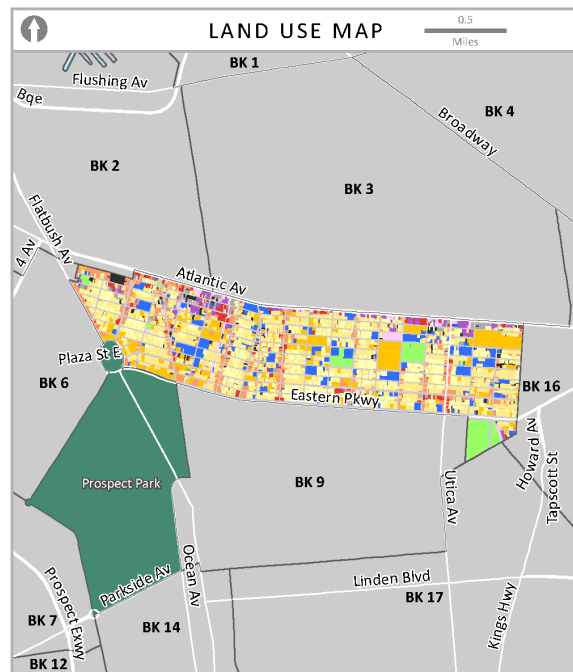 LAND USE MAP
0.5
Miles
BK 1
Flushing Av
Bqe
BK 4
Broadway
BK 2
BK 3
Flatbush Av
4 Av
Atlantic Av
Plaza St E
BK 6
Eastern Pkwy
BK 16
Howard Av
Tapscott St
Prospect Park
BK 9
Utica Av
Ocean Av
Parkside Av
Linden Blvd
Prospect Expy
BK 17
BK 7
BK 14
Kings Hwy
BK 12